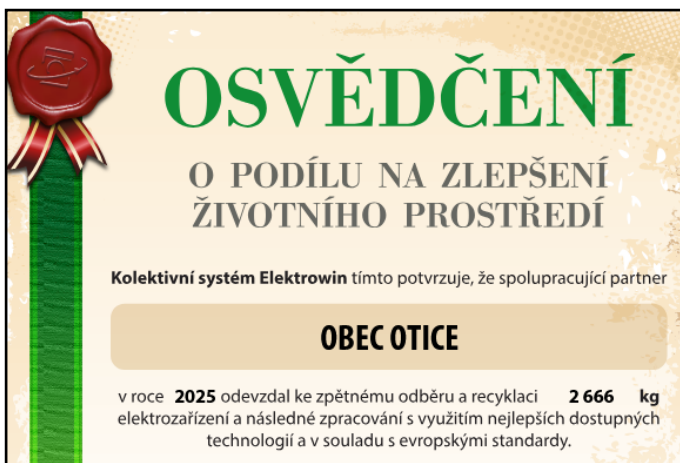 OSVĚDČENÍ
O PODÍLU NA ZLEPŠENÍ
ŽIVOTNÍHO PROSTŘEDÍ
Kolektivní systém Elektrowin tímto potvrzuje, že spolupracující partner
OBEC OTICE
v roce 2025 odevzdal ke zpětnému odběru a recyklaci 2 666 kg
elektrozařízení a následné zpracování s využitím nejlepších dostupných
technologií a v souladu s evropskými standardy.